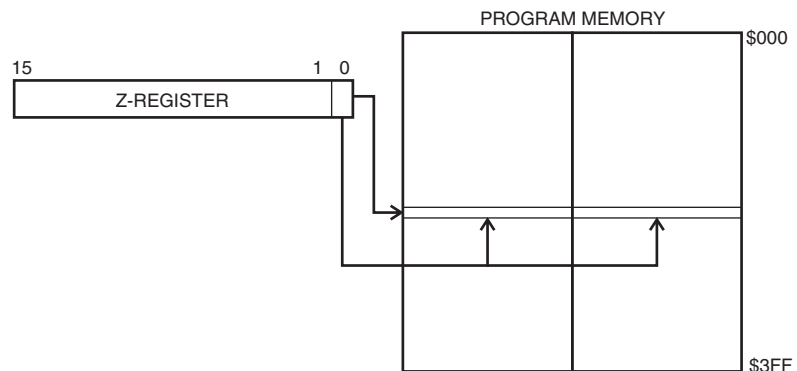 PROGRAM MEMORY
$000
15 1 0
Z-REGISTER
$3FF